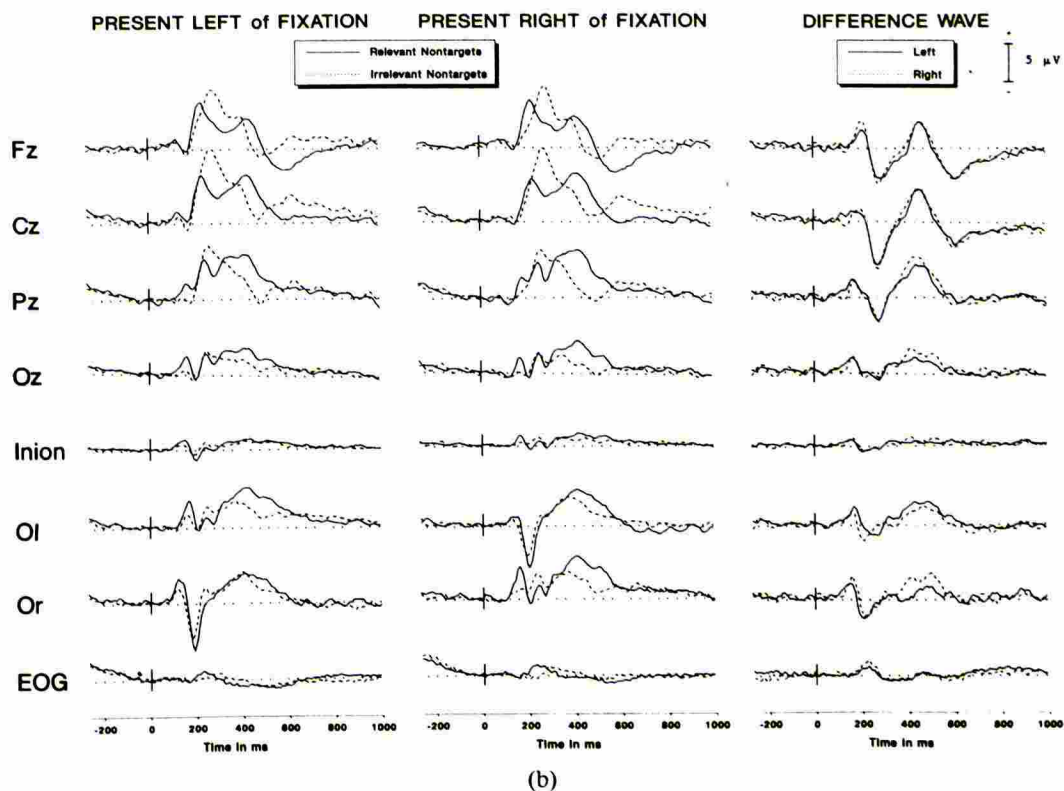 PRESENT LEFT of FIXATION
PRESENT RIGHT of FIXATION
DIFFERENCE WAVE
Relevant Nontargets
Irrelevant Nontargets
Left
Right
5 μV
Fz
Cz
Pz
Oz
Inion
Ol
Or
EOG
-200 0 200 400 600 800 1000
Time in ms
-200 0 200 400 600 800 1000
Time in ms
-200 0 200 400 600 800 1000
Time in ms
(b)